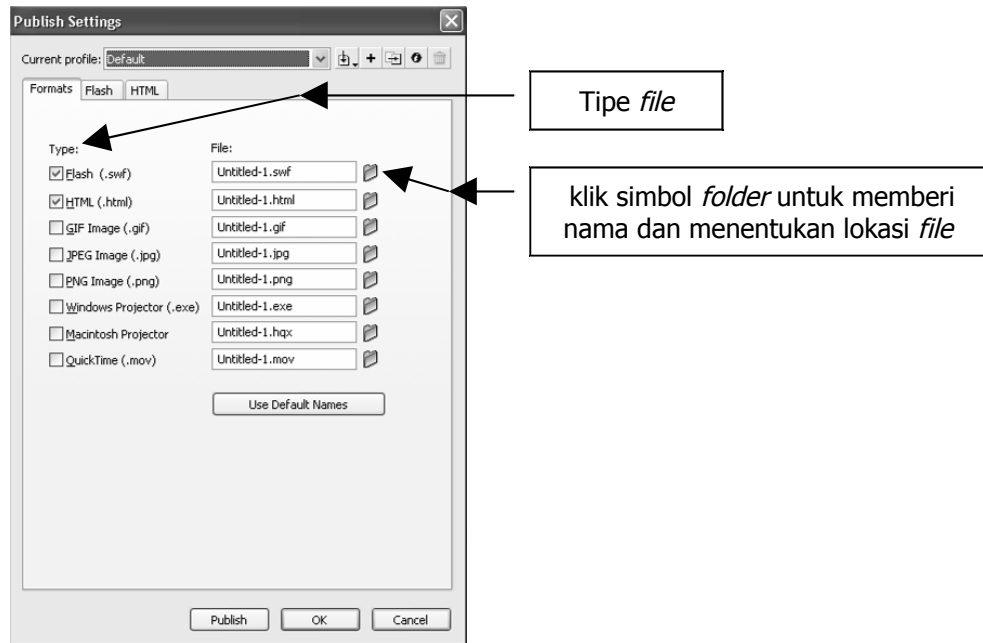 Publish Settings
Current profile: Default
Formats Flash HTML
Tipe file
Type: File:
Flash (.swf) Untitled-1.swf
klik simbol folder untuk memberi
nama dan menentukan lokasi file
HTML (.html) Untitled-1.html
GIF Image (.gif) Untitled-1.gif
JPEG Image (.jpg) Untitled-1.jpg
PNG Image (.png) Untitled-1.png
Windows Projector (.exe) Untitled-1.exe
Macintosh Projector Untitled-1.hqx
QuickTime (.mov) Untitled-1.mov
Use Default Names
Publish OK Cancel